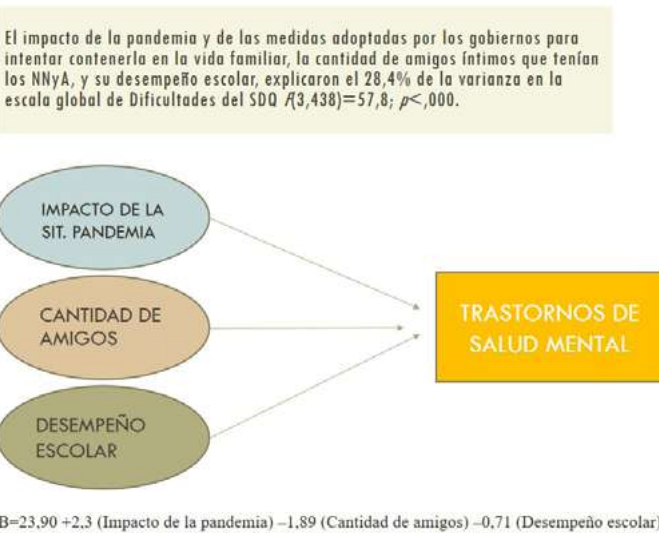 El impacto de la pandemia y de las medidas adoptadas por los gobiernos para
intentar contenerla en la vida familiar, la cantidad de amigos íntimos que tenían
los NNyA, y su desempeño escolar, explicaron el 28,4% de la varianza en la
escala global de Dificultades del SDQ F(3,438)=57,8; p<,000.
IMPACTO DE LA
SIT. PANDEMIA
CANTIDAD DE
AMIGOS
DESEMPEÑO
ESCOLAR
TRASTORNOS DE
SALUD MENTAL
B=23,90 +2,3 (Impacto de la pandemia) –1,89 (Cantidad de amigos) –0,71 (Desempeño escolar)